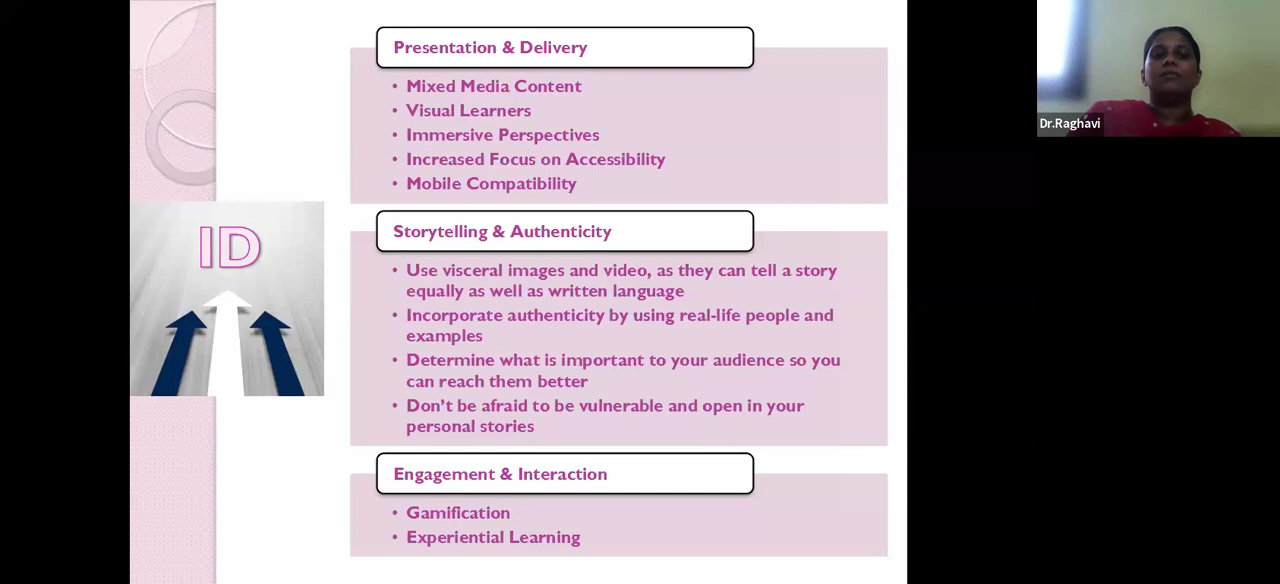 Presentation & Delivery
• Mixed Media Content
• Visual Learners
• Immersive Perspectives
• Increased Focus on Accessibility
• Mobile Compatibility
ID
Storytelling & Authenticity
• Use visceral images and video, as they can tell a story
equally as well as written language
• Incorporate authenticity by using real-life people and
examples
• Determine what is important to your audience so you
can reach them better
• Don't be afraid to be vulnerable and open in your
personal stories
Engagement & Interaction
• Gamification
• Experiential Learning
Dr.Raghavi